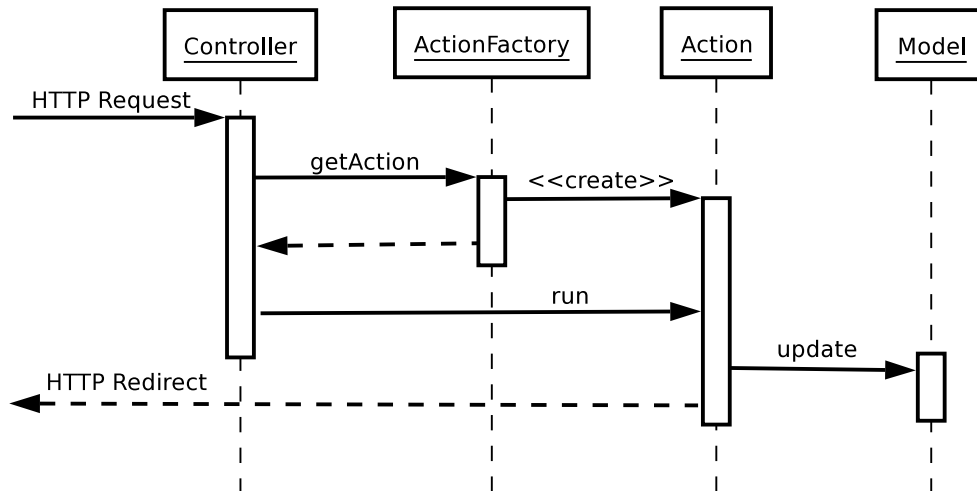 Controller
ActionFactory
Action
Model
HTTP Request
getAction
<<create>>
run
update
HTTP Redirect